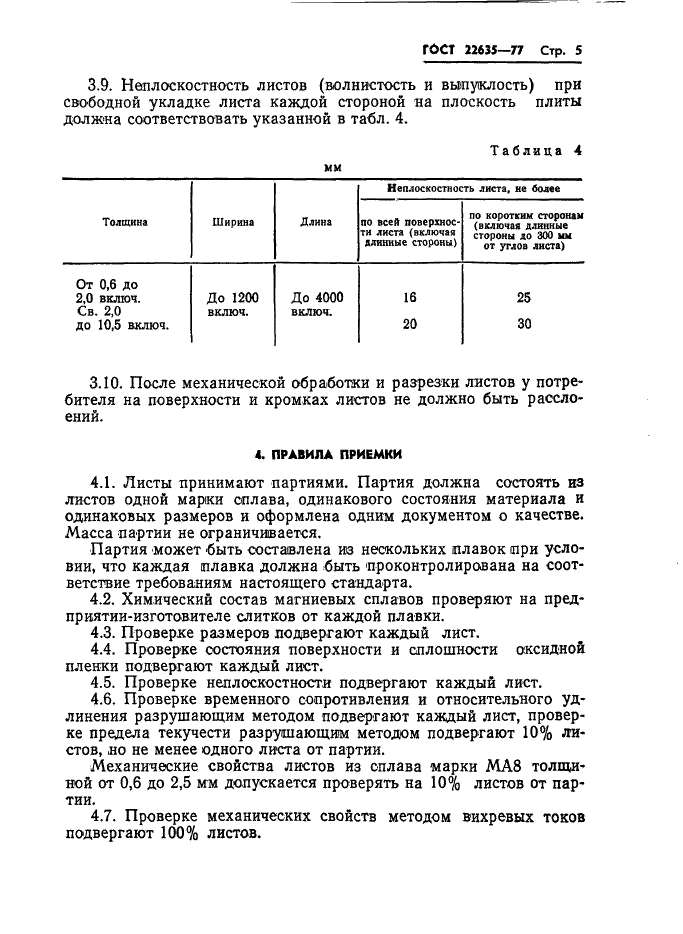 ГОСТ 22635—77 Стр. 5
3.9. Неплоскостность листов (волнистость и выпуклость) при
свободной укладке листа каждой стороной на плоскость плиты
должна соответствовать указанной в табл. 4.
Таблица 4
мм
Неплоскостность листа, не более
Толщина
Ширина
Длина
по всей поверхнос-
ти листа (включая
длинные стороны)
по коротким сторонам
(включая длинные
стороны до 300 мм
от углов листа)
От 0,6 до
2,0 включ.
До 1200
включ.
До 4000
включ.
16
25
Св. 2,0
до 10,5 включ.
20
30
3.10. После механической обработки и разрезки листов у потре-
бителя на поверхности и кромках листов не должно быть рассло-
ений.
4. ПРАВИЛА ПРИЕМКИ
4.1. Листы принимают партиями. Партия должна состоять из
листов одной марки сплава, одинакового состояния материала и
одинаковых размеров и оформлена одним документом о качестве.
Масса партии не ограничивается.
Партия может быть составлена из нескольких плавок при усло-
вии, что каждая плавка должна быть проконтролирована на соот-
ветствие требованиям настоящего стандарта.
4.2. Химический состав магниевых сплавов проверяют на пред-
приятии-изготовителе слитков от каждой плавки.
4.3. Проверке размеров подвергают каждый лист.
4.4. Проверке состояния поверхности и сплошности оксидной
пленки подвергают каждый лист.
4.5. Проверке неплоскостности подвергают каждый лист.
4.6. Проверке временного сопротивления и относительного уд-
линения разрушающим методом подвергают каждый лист, провер-
ке предела текучести разрушающим методом подвергают 10% ли-
стов, но не менее одного листа от партии.
Механические свойства листов из сплава марки МА8 толщи-
ной от 0,6 до 2,5 мм допускается проверять на 10% листов от пар-
тии.
4.7. Проверке механических свойств методом вихревых токов
подвергают 100% листов.